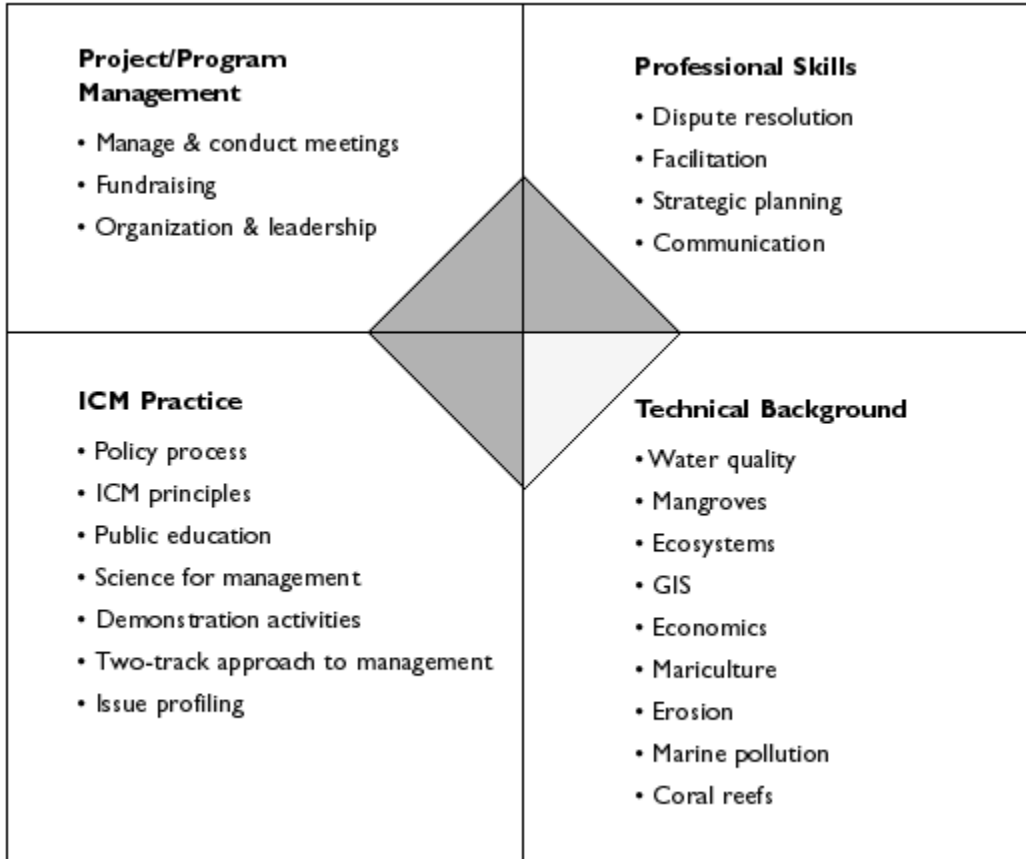 Project/Program
Management
• Manage & conduct meetings
• Fundraising
• Organization & leadership
Professional Skills
• Dispute resolution
• Facilitation
• Strategic planning
• Communication
ICM Practice
• Policy process
• ICM principles
• Public education
• Science for management
• Demonstration activities
• Two-track approach to management
• Issue profiling
Technical Background
• Water quality
• Mangroves
• Ecosystems
• GIS
• Economics
• Mariculture
• Erosion
• Marine pollution
• Coral reefs